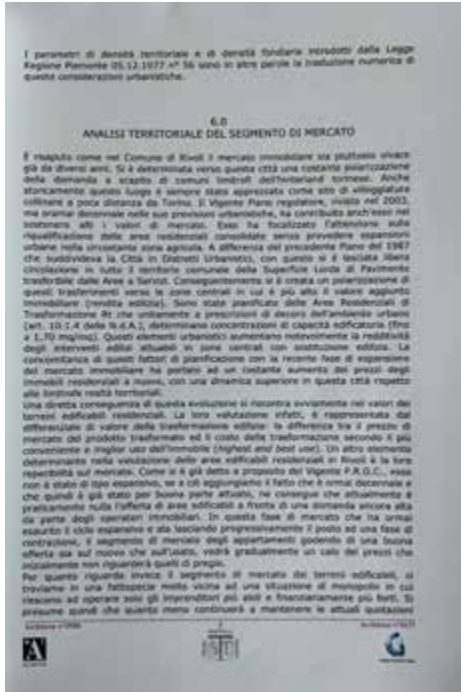 I parametri di densità territoriale e di densità fondiaria introdotti dalla Legge
Regione Piemonte 05.12.1977 n° 56 sono in altre parole la traduzione numerica di
queste considerazioni urbanistiche.
6.0
ANALISI TERRITORIALE DEL SEGMENTO DI MERCATO
È risaputo come nel Comune di Rivoli il mercato immobiliare sia piuttosto vivace
già da diversi anni. Si è determinata verso questa città una costante polarizzazione
della domanda a scapito di comuni limitrofi dell'hinterland torinese. Anche
storicamente questo luogo è sempre stato apprezzato come sito di villeggiatura
collinare a poca distanza da Torino. Il Vigente Piano regolatore, rivisto nel 2003,
ma oramai decennale nelle sue previsioni urbanistiche, ha contribuito anch'esso nel
sostenere alti i valori di mercato. Esso ha focalizzato l'attenzione sulla
riqualificazione delle aree residenziali consolidate senza prevedere espansioni
urbane nella circostante zona agricola. A differenza del precedente Piano del 1987
che suddivideva la Città in Distretti Urbanistici, con questo si è lasciata libera
circolazione in tutto il territorio comunale della Superficie Lorda di Pavimento
trasferibile dalle Aree a Servizi. Conseguentemente si è creata un polarizzazione di
questi trasferimenti verso le zone centrali in cui è più alto il valore aggiunto
immobiliare (rendita edilizia). Sono state pianificate delle Aree Residenziali di
Trasformazione Rt che unitamente a prescrizioni di decoro dell'ambiente urbano
(art. 10.1.4 delle N.d.A.), determinano concentrazioni di capacità edificatoria (fino
a 1,70 mq/mq). Questi elementi urbanistici aumentano notevolmente la redditività
degli interventi edilizi attuabili in zone centrali con sostituzione edilizia. La
concomitanza di questi fattori di pianificazione con la recente fase di espansione
del mercato immobiliare ha portato ad un costante aumento dei prezzi degli
immobili residenziali a nuovo, con una dinamica superiore in questa città rispetto
alle limitrofe realtà territoriali.
Una diretta conseguenza di questa evoluzione si riscontra ovviamente nel valori dei
terreni edificabili residenziali. La loro valutazione infatti, è rappresentata dal
differenziale di valore della trasformazione edilizia: la differenza tra il prezzo di
mercato del prodotto trasformato ed il costo della trasformazione secondo il più
conveniente e miglior uso dell'immobile (highest and best use). Un altro elemento
determinante nella valutazione delle aree edificabili residenziali in Rivoli è la loro
reperibilità sul mercato. Come si è già detto a proposito del Vigente P.R.G.C., esso
non è stato di tipo espansivo, se a ciò aggiungiamo il fatto che è ormai decennale e
che quindi è già stato per buona parte attuato, ne consegue che attualmente è
praticamente nulla l'offerta di aree edificabili a fronte di una domanda ancora alta
da parte degli operatori immobiliari. In questa fase di mercato che ha ormai
esaurito il ciclo espansivo e sta lasciando progressivamente il posto ad una fase di
contrazione, il segmento di mercato degli appartamenti godendo di una buona
offerta sia sul nuovo che sull'usato, vedrà gradualmente un calo dei prezzi che
inizialmente non riguarderà quelli di pregio.
Per quanto riguarda invece il segmento di mercato dei terreni edificabili, ci
troviamo in una fattispecie molto vicina ad una situazione di monopolio in cui
riescono ad operare solo gli imprenditori più abili e finanziariamente più forti. Si
presume quindi che quanto meno continuerà a mantenere le attuali quotazioni